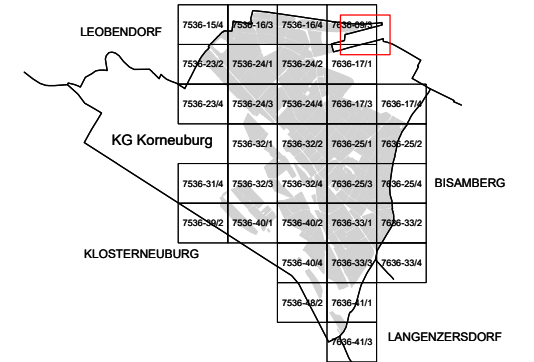 7536-15/4 7536-16/3 7536-16/4 7636-09/3
LEOBENDORF
7536-23/2 7536-24/1 7536-24/2 7636-17/1
7536-23/4 7536-24/3 7536-24/4 7636-17/3 7636-17/4
KG Korneuburg 7536-32/1 7536-32/2 7636-25/1 7636-25/2
7536-31/4 7536-32/3 7536-32/4 7636-25/3 7636-25/4 BISAMBERG
7536-39/2 7536-40/1 7536-40/2 7636-33/1 7636-33/2
KLOSTERNEUBURG
7536-40/4 7636-33/3 7636-33/4
7536-48/2 7636-41/1
LANGENZERSDORF
7636-41/3